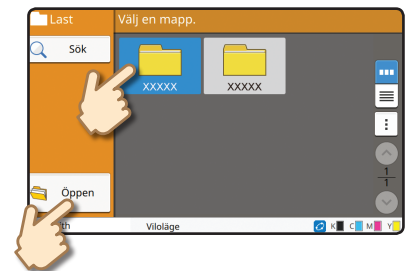 Last
Välj en mapp.
Sök
XXXXX
XXXXX
1
1
Öppen
Viloläge
K C M Y